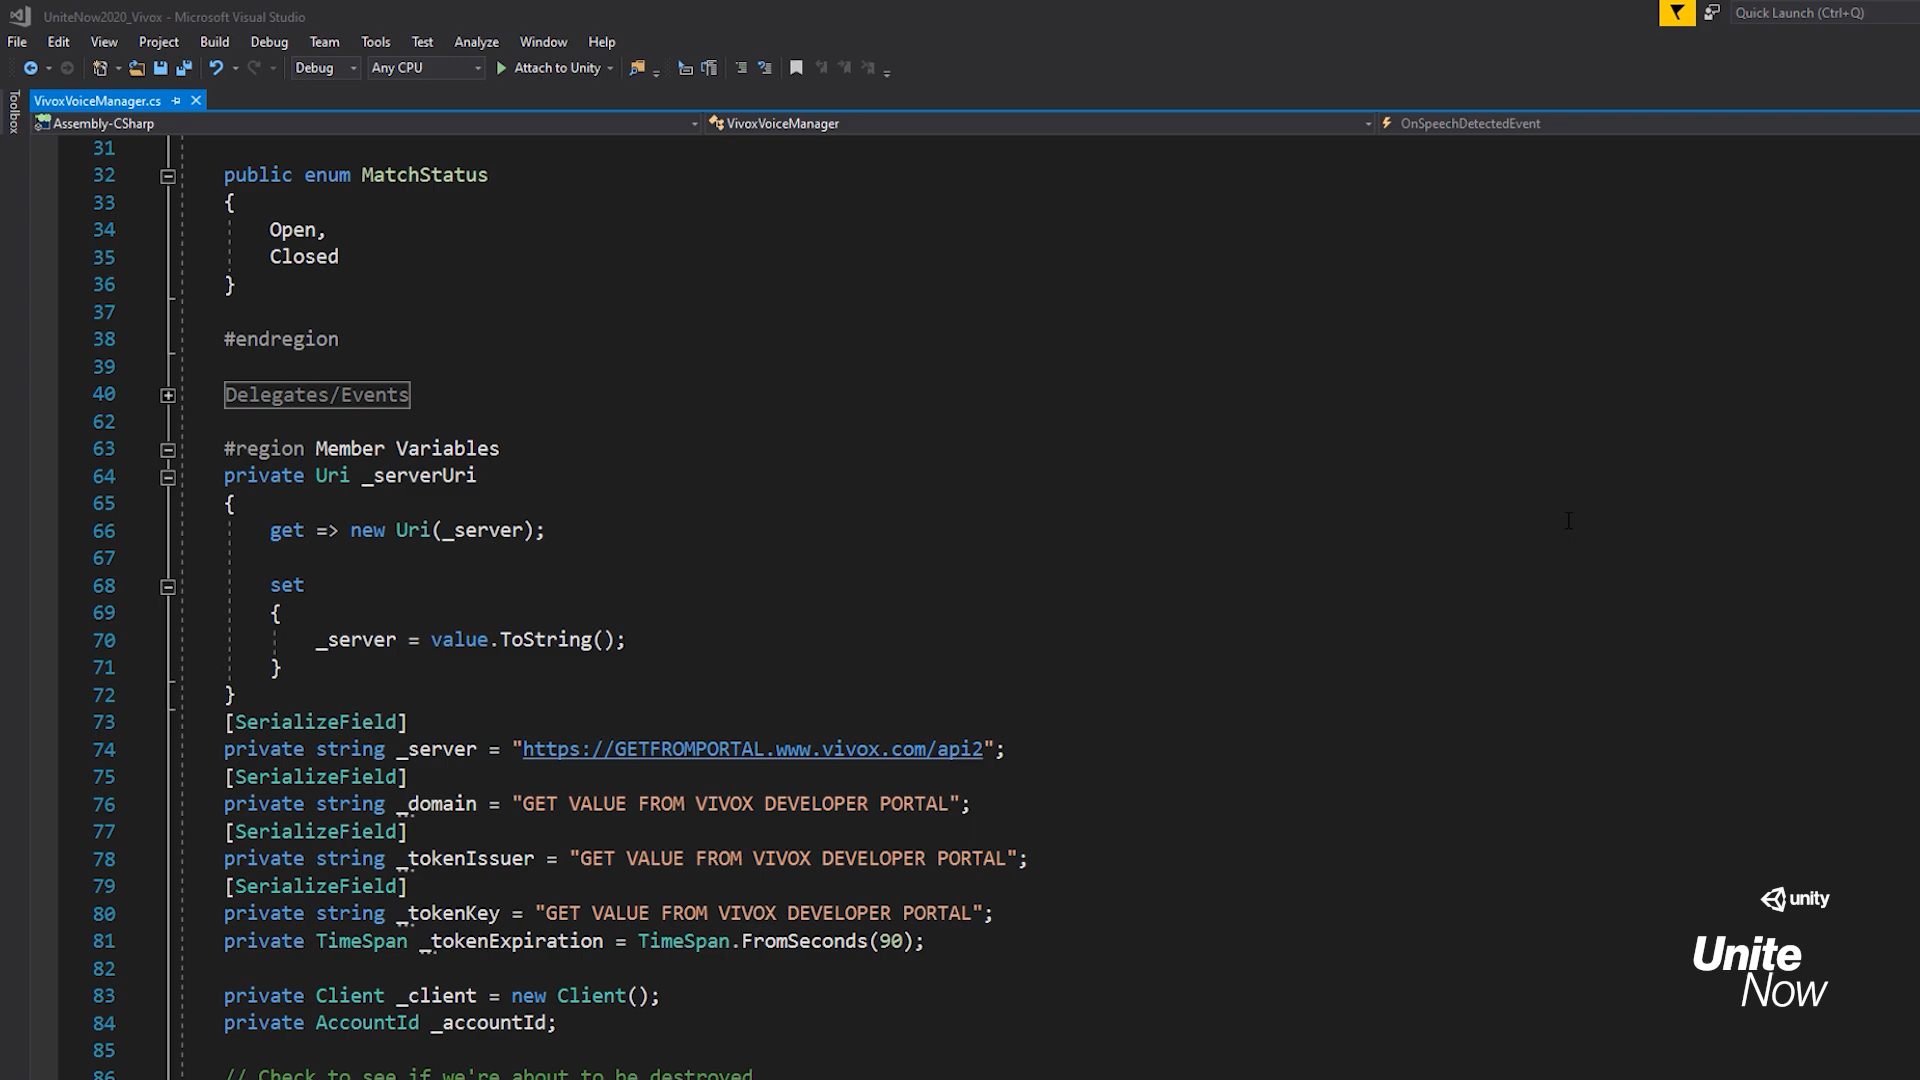 UniteNow2020_Vivox - Microsoft Visual Studio
Quick Launch (Ctrl+Q)
File Edit View Project Build Debug Team Tools Test Analyze Window Help
Debug Any CPU Attach to Unity
Toolbox
VivoxVoiceManager.cs
Assembly-CSharp VivoxVoiceManager OnSpeechDetectedEvent
31
32 public enum MatchStatus
33 {
34 Open,
35 Closed
36 }
37
38 #endregion
39
40 Delegates/Events
62
63 #region Member Variables
64 private Uri _serverUri
65 {
66 get => new Uri(_server);
67
68 set
69 {
70 _server = value.ToString();
71 }
72 }
73 [SerializeField]
74 private string _server = "https://GETFROMPORTAL.www.vivox.com/api2";
75 [SerializeField]
76 private string _domain = "GET VALUE FROM VIVOX DEVELOPER PORTAL";
77 [SerializeField]
78 private string _tokenIssuer = "GET VALUE FROM VIVOX DEVELOPER PORTAL";
79 [SerializeField]
80 private string _tokenKey = "GET VALUE FROM VIVOX DEVELOPER PORTAL";
81 private TimeSpan _tokenExpiration = TimeSpan.FromSeconds(90);
82
83 private Client _client = new Client();
84 private AccountId _accountId;
85
86 // Check to see if we're about to be destroyed
unity
Unite
Now